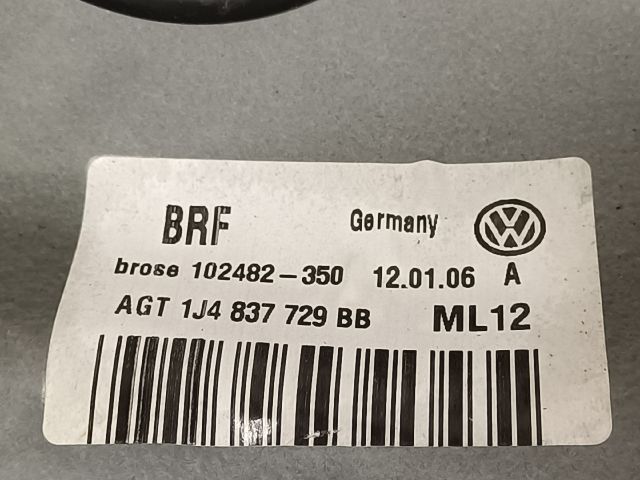 BRF Germany
brose 102482-350 12.01.06 A
AGT 1J4 837 729 BB ML12